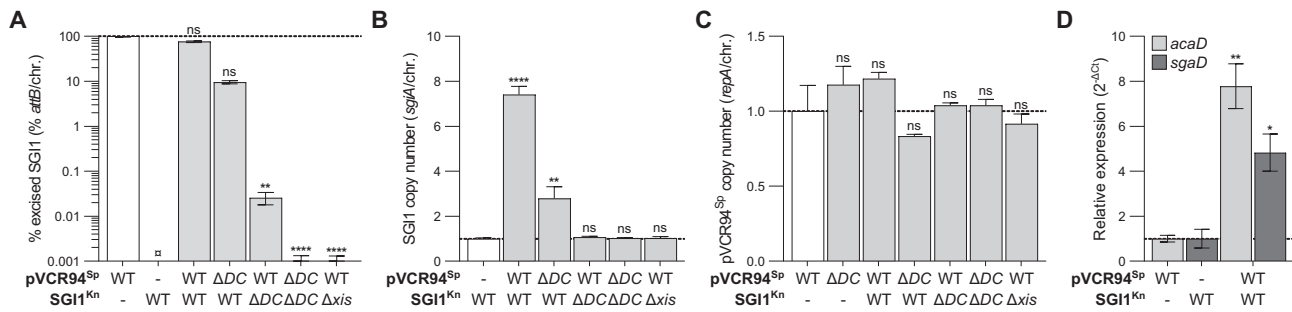 A
% excised SGI1 (% attB/chr.)
100
10
1
0.1
0.01
0.001
¤
ns
ns
**
****
****
pVCR94Sp WT - WT ΔDC WT ΔDC WT
SGI1Kn - WT WT WT ΔDC ΔDC Δxis
B
SGI1 copy number (sgiA/chr.)
10
8
6
4
2
0
****
**
ns
ns
ns
pVCR94Sp - WT ΔDC WT ΔDC WT
SGI1Kn WT WT WT ΔDC ΔDC Δxis
C
pVCR94Sp copy number (repA/chr.)
1.5
1.0
0.5
0.0
ns
ns
ns
ns
ns
ns
pVCR94Sp WT ΔDC WT ΔDC WT ΔDC WT
SGI1Kn - - WT WT ΔDC ΔDC Δxis
D
Relative expression (2-ΔCt)
10
8
6
4
2
0
acaD
sgaD
**
*
pVCR94Sp WT - WT
SGI1Kn - WT WT